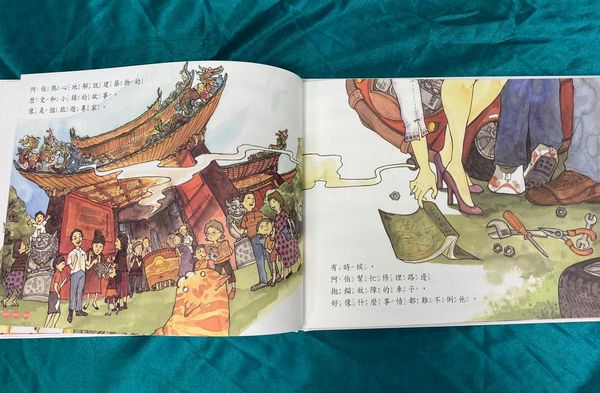 阿伯熱心地解說建築物的
歷史和小鎮的故事，
像是個旅遊專家。
有時候，
阿伯幫忙修理路邊
拋錨故障的車子，
好像什麼事情都難不倒他！